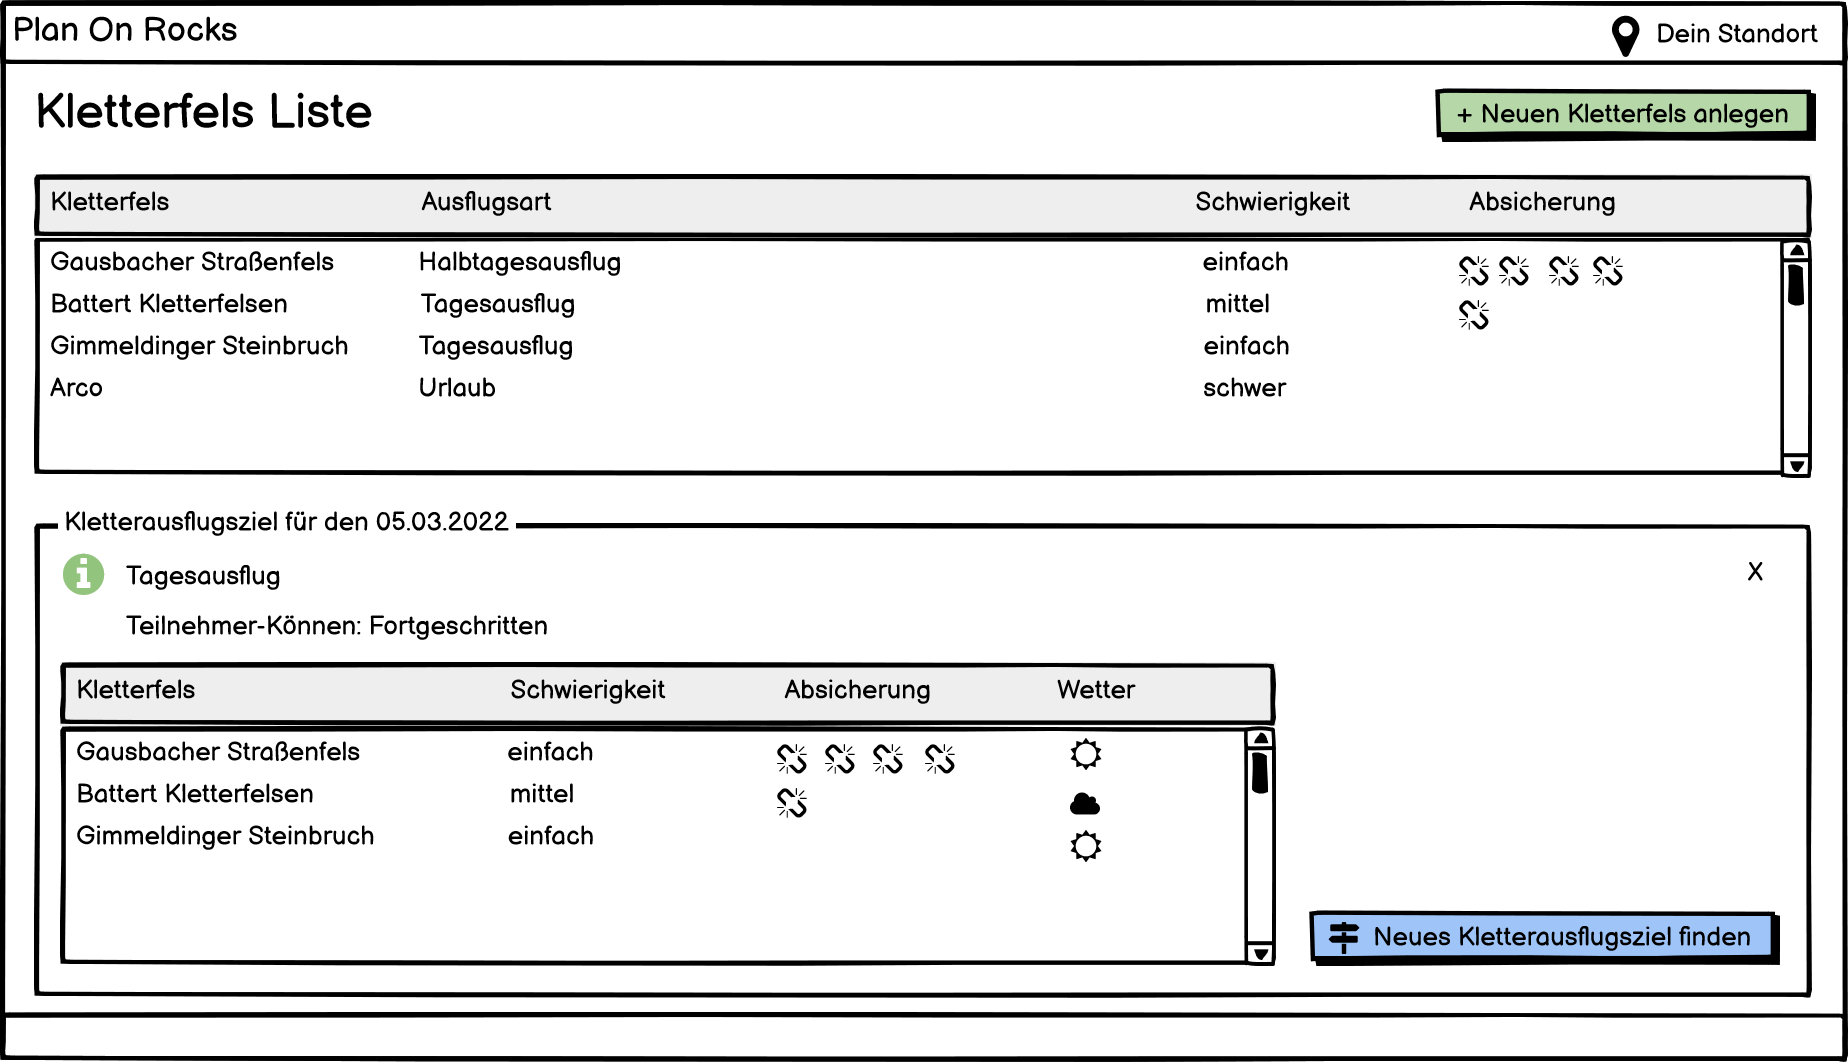 Plan On Rocks
Dein Standort
Kletterfels Liste
+ Neuen Kletterfels anlegen
Kletterfels Ausflugsart Schwierigkeit Absicherung
Gausbacher Straßenfels Halbtagesausflug einfach
Battert Kletterfelsen Tagesausflug mittel
Gimmeldinger Steinbruch Tagesausflug einfach
Arco Urlaub schwer
Kletterausflugsziel für den 05.03.2022
Tagesausflug X
Teilnehmer-Können: Fortgeschritten
Kletterfels Schwierigkeit Absicherung Wetter
Gausbacher Straßenfels einfach
Battert Kletterfelsen mittel
Gimmeldinger Steinbruch einfach
Neues Kletterausflugsziel finden